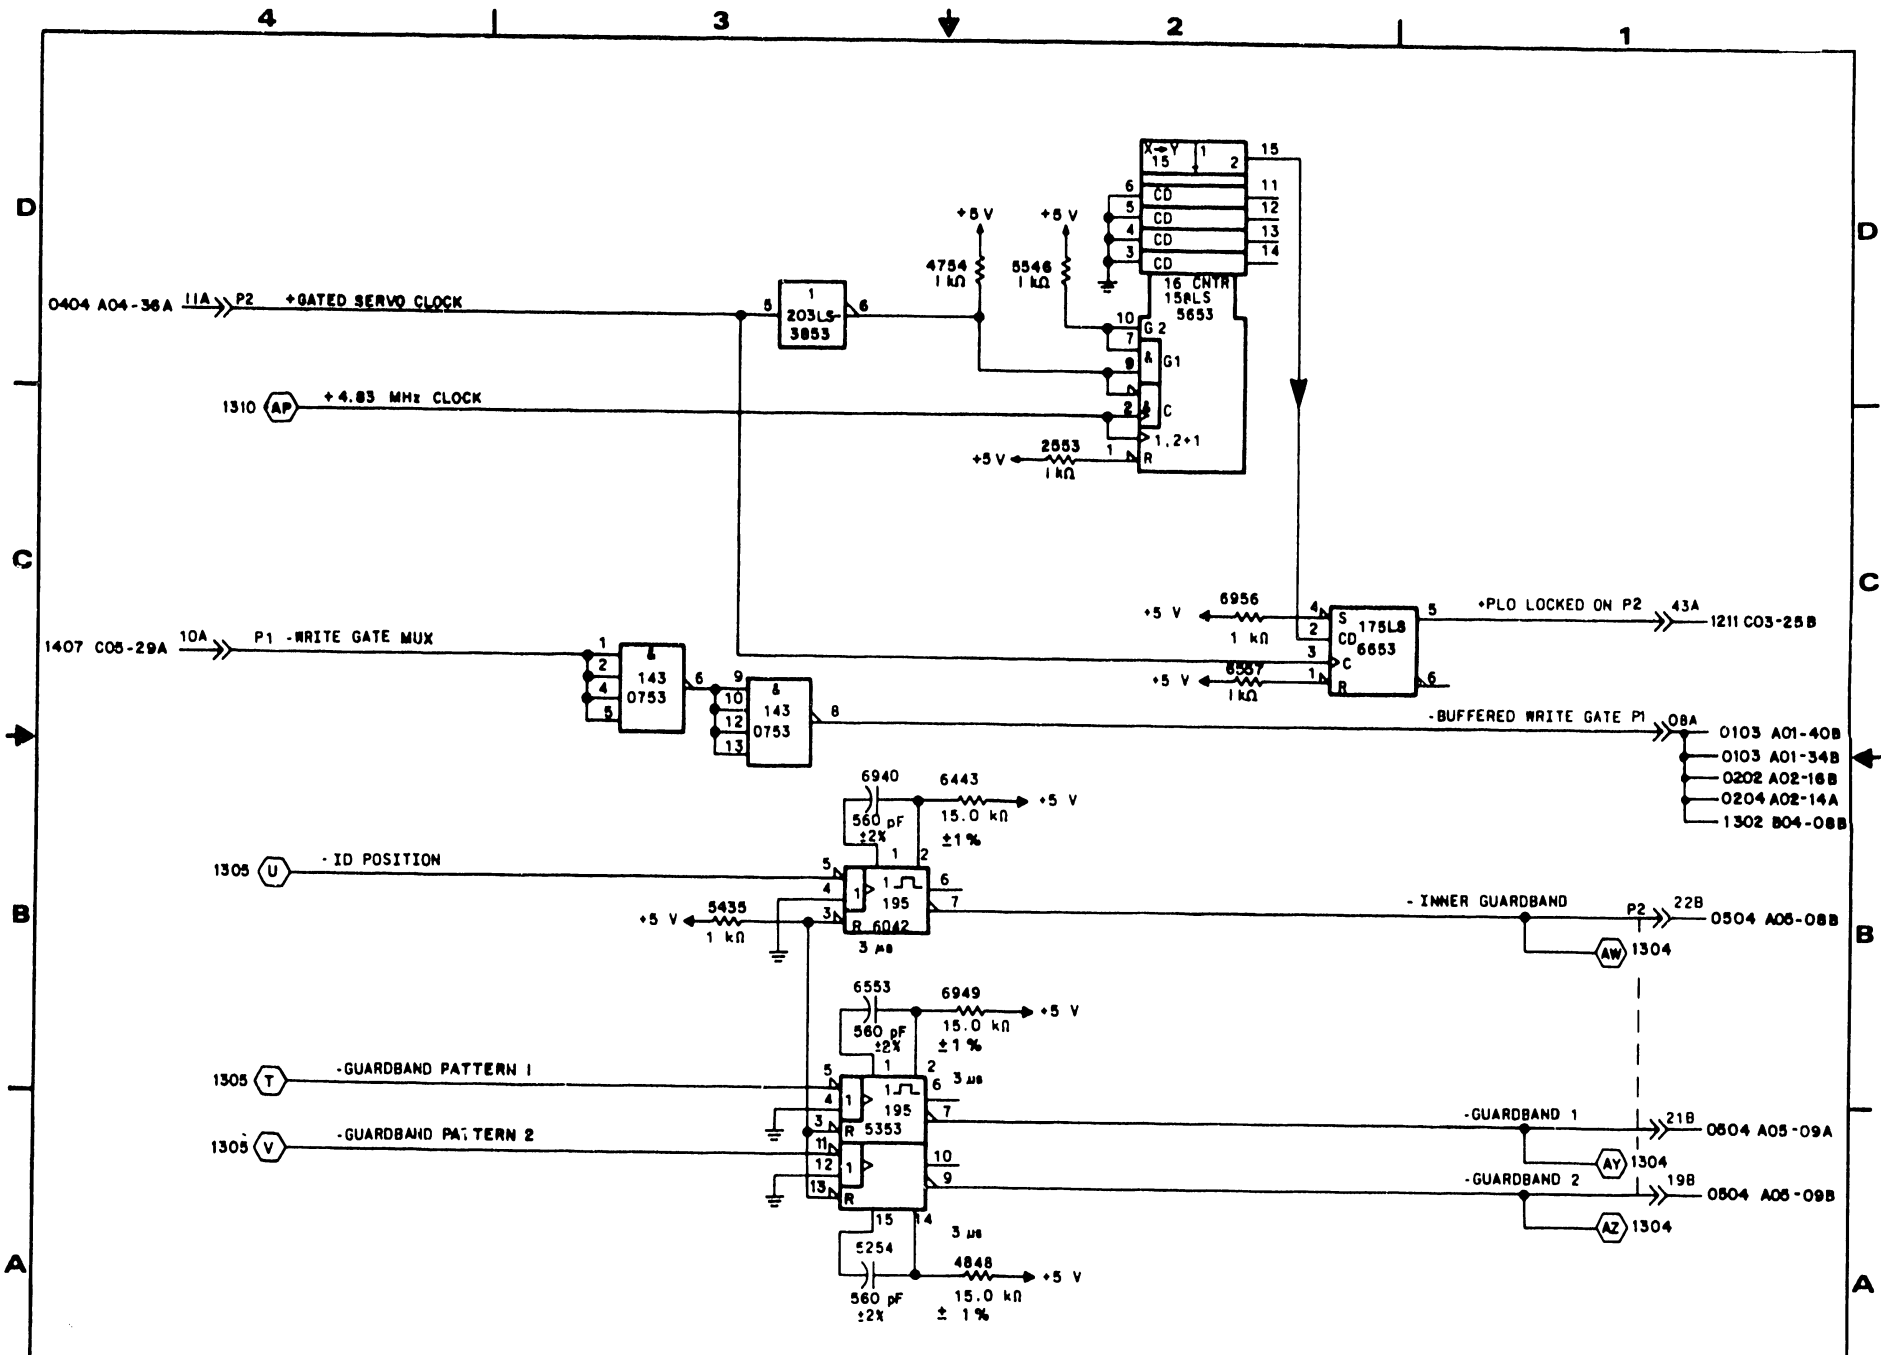 4 3 2 1
D D
X→Y 1 15
15 2
6 CD 11
5 CD 12
4 CD 13
3 CD 14
+5 V +5 V
4754 5546
1 kΩ 1 kΩ
16 CNTR
158LS
5653
0404 A04-36A 11A P2 +GATED SERVO CLOCK
5 1 6
203LS
3853
10 G2
7
& G1
9
1310 AP +4.83 MHz CLOCK
2 & C
1,2+1
+5 V 2553 1 R
1 kΩ
C C
+5 V 6956 4 S 175LS 5 +PLO LOCKED ON P2 43A 1211 C03-25B
1 kΩ 2 CD 6653
3 C
+5 V 6557 1 R 6
1 kΩ
1407 C05-29A 10A P1 -WRITE GATE MUX
1 &
2 143
4 0753
5
6
9 &
10 143
12 0753
13
8
-BUFFERED WRITE GATE P1 08A 0103 A01-40B
0103 A01-34B
0202 A02-16B
0204 A02-14A
1302 B04-08B
6940 6443
+5 V
560 pF 15.0 kΩ
±2% ±1%
1 2
1305 U -ID POSITION
5 1 6
4 1 195 7
3 R 6042
3 µs
B B
+5 V 5435
1 kΩ
-INNER GUARDBAND P2 22B 0504 A05-08B
AW 1304
6553 6949
+5 V
560 pF 15.0 kΩ
±2% ±1%
1 2
3 µs
1305 T -GUARDBAND PATTERN 1
5 1 6
4 1 195 7
3 R 5353
-GUARDBAND 1 21B 0504 A05-09A
AY 1304
1305 V -GUARDBAND PATTERN 2
11 10
12 1 9
13 R
-GUARDBAND 2 19B 0504 A05-09B
AZ 1304
15 14
3 µs
5254 4848
+5 V
560 pF 15.0 kΩ
±2% ± 1%
A A